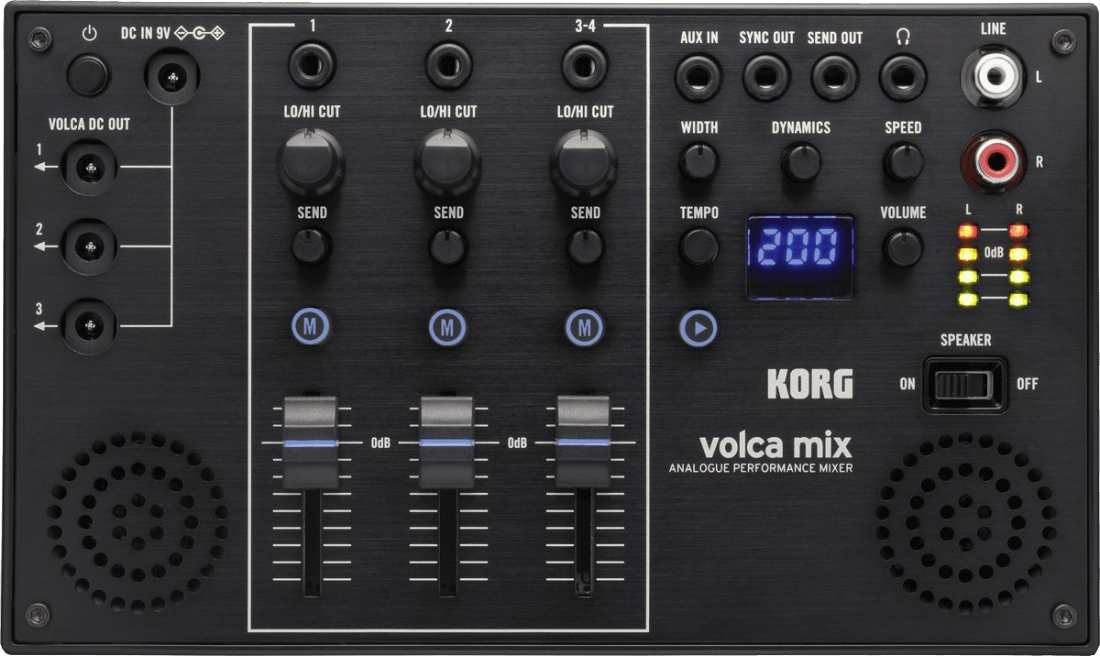 DC IN 9V
VOLCA DC OUT
1
2
3
1
2
3-4
LO/HI CUT
LO/HI CUT
LO/HI CUT
SEND
SEND
SEND
M
M
M
0dB
0dB
AUX IN
SYNC OUT
SEND OUT
LINE
L
R
WIDTH
DYNAMICS
SPEED
TEMPO
200
VOLUME
L
R
0dB
SPEAKER
ON
OFF
KORG
volca mix
ANALOGUE PERFORMANCE MIXER